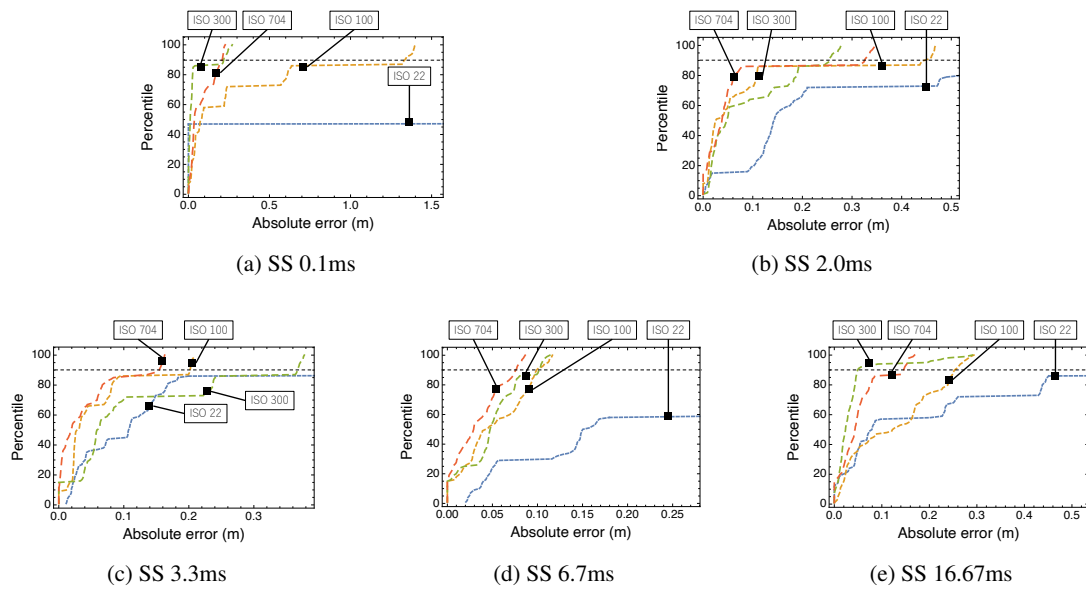 ISO 300
ISO 704
ISO 100
ISO 22
Percentile
100
80
60
40
20
0
0.0
0.5
1.0
1.5
Absolute error (m)
(a) SS 0.1ms
ISO 704
ISO 300
ISO 100
ISO 22
Percentile
100
80
60
40
20
0
0.0
0.1
0.2
0.3
0.4
0.5
Absolute error (m)
(b) SS 2.0ms
ISO 704
ISO 100
ISO 300
ISO 22
Percentile
100
80
60
40
20
0
0.0
0.1
0.2
0.3
Absolute error (m)
(c) SS 3.3ms
ISO 704
ISO 300
ISO 100
ISO 22
Percentile
100
80
60
40
20
0
0.00
0.05
0.10
0.15
0.20
0.25
Absolute error (m)
(d) SS 6.7ms
ISO 300
ISO 704
ISO 100
ISO 22
Percentile
100
80
60
40
20
0
0.0
0.1
0.2
0.3
0.4
0.5
Absolute error (m)
(e) SS 16.67ms